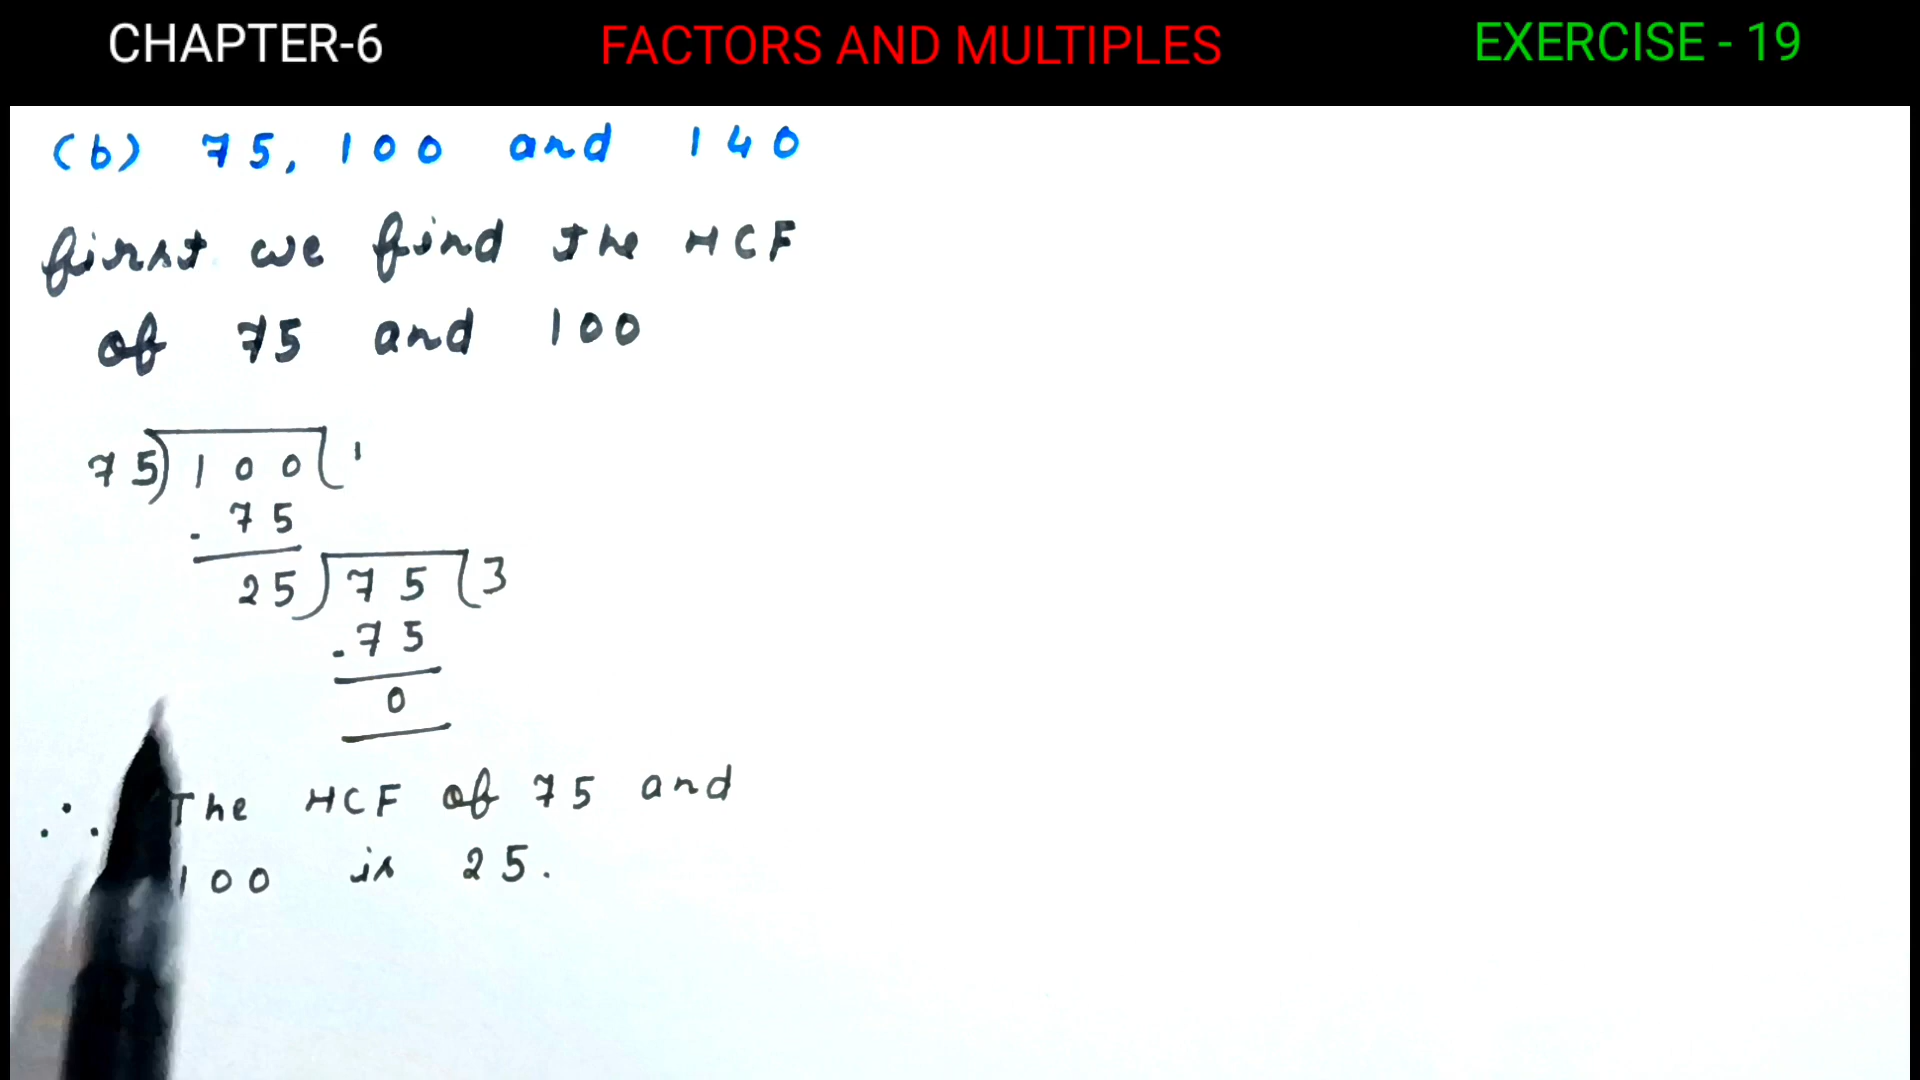 CHAPTER-6 FACTORS AND MULTIPLES EXERCISE - 19
(b) 75, 100 and 140
first we find the HCF
of 75 and 100
75) 100 ( 1
- 75
25) 75 ( 3
- 75
0
∴ The HCF of 75 and
100 is 25.